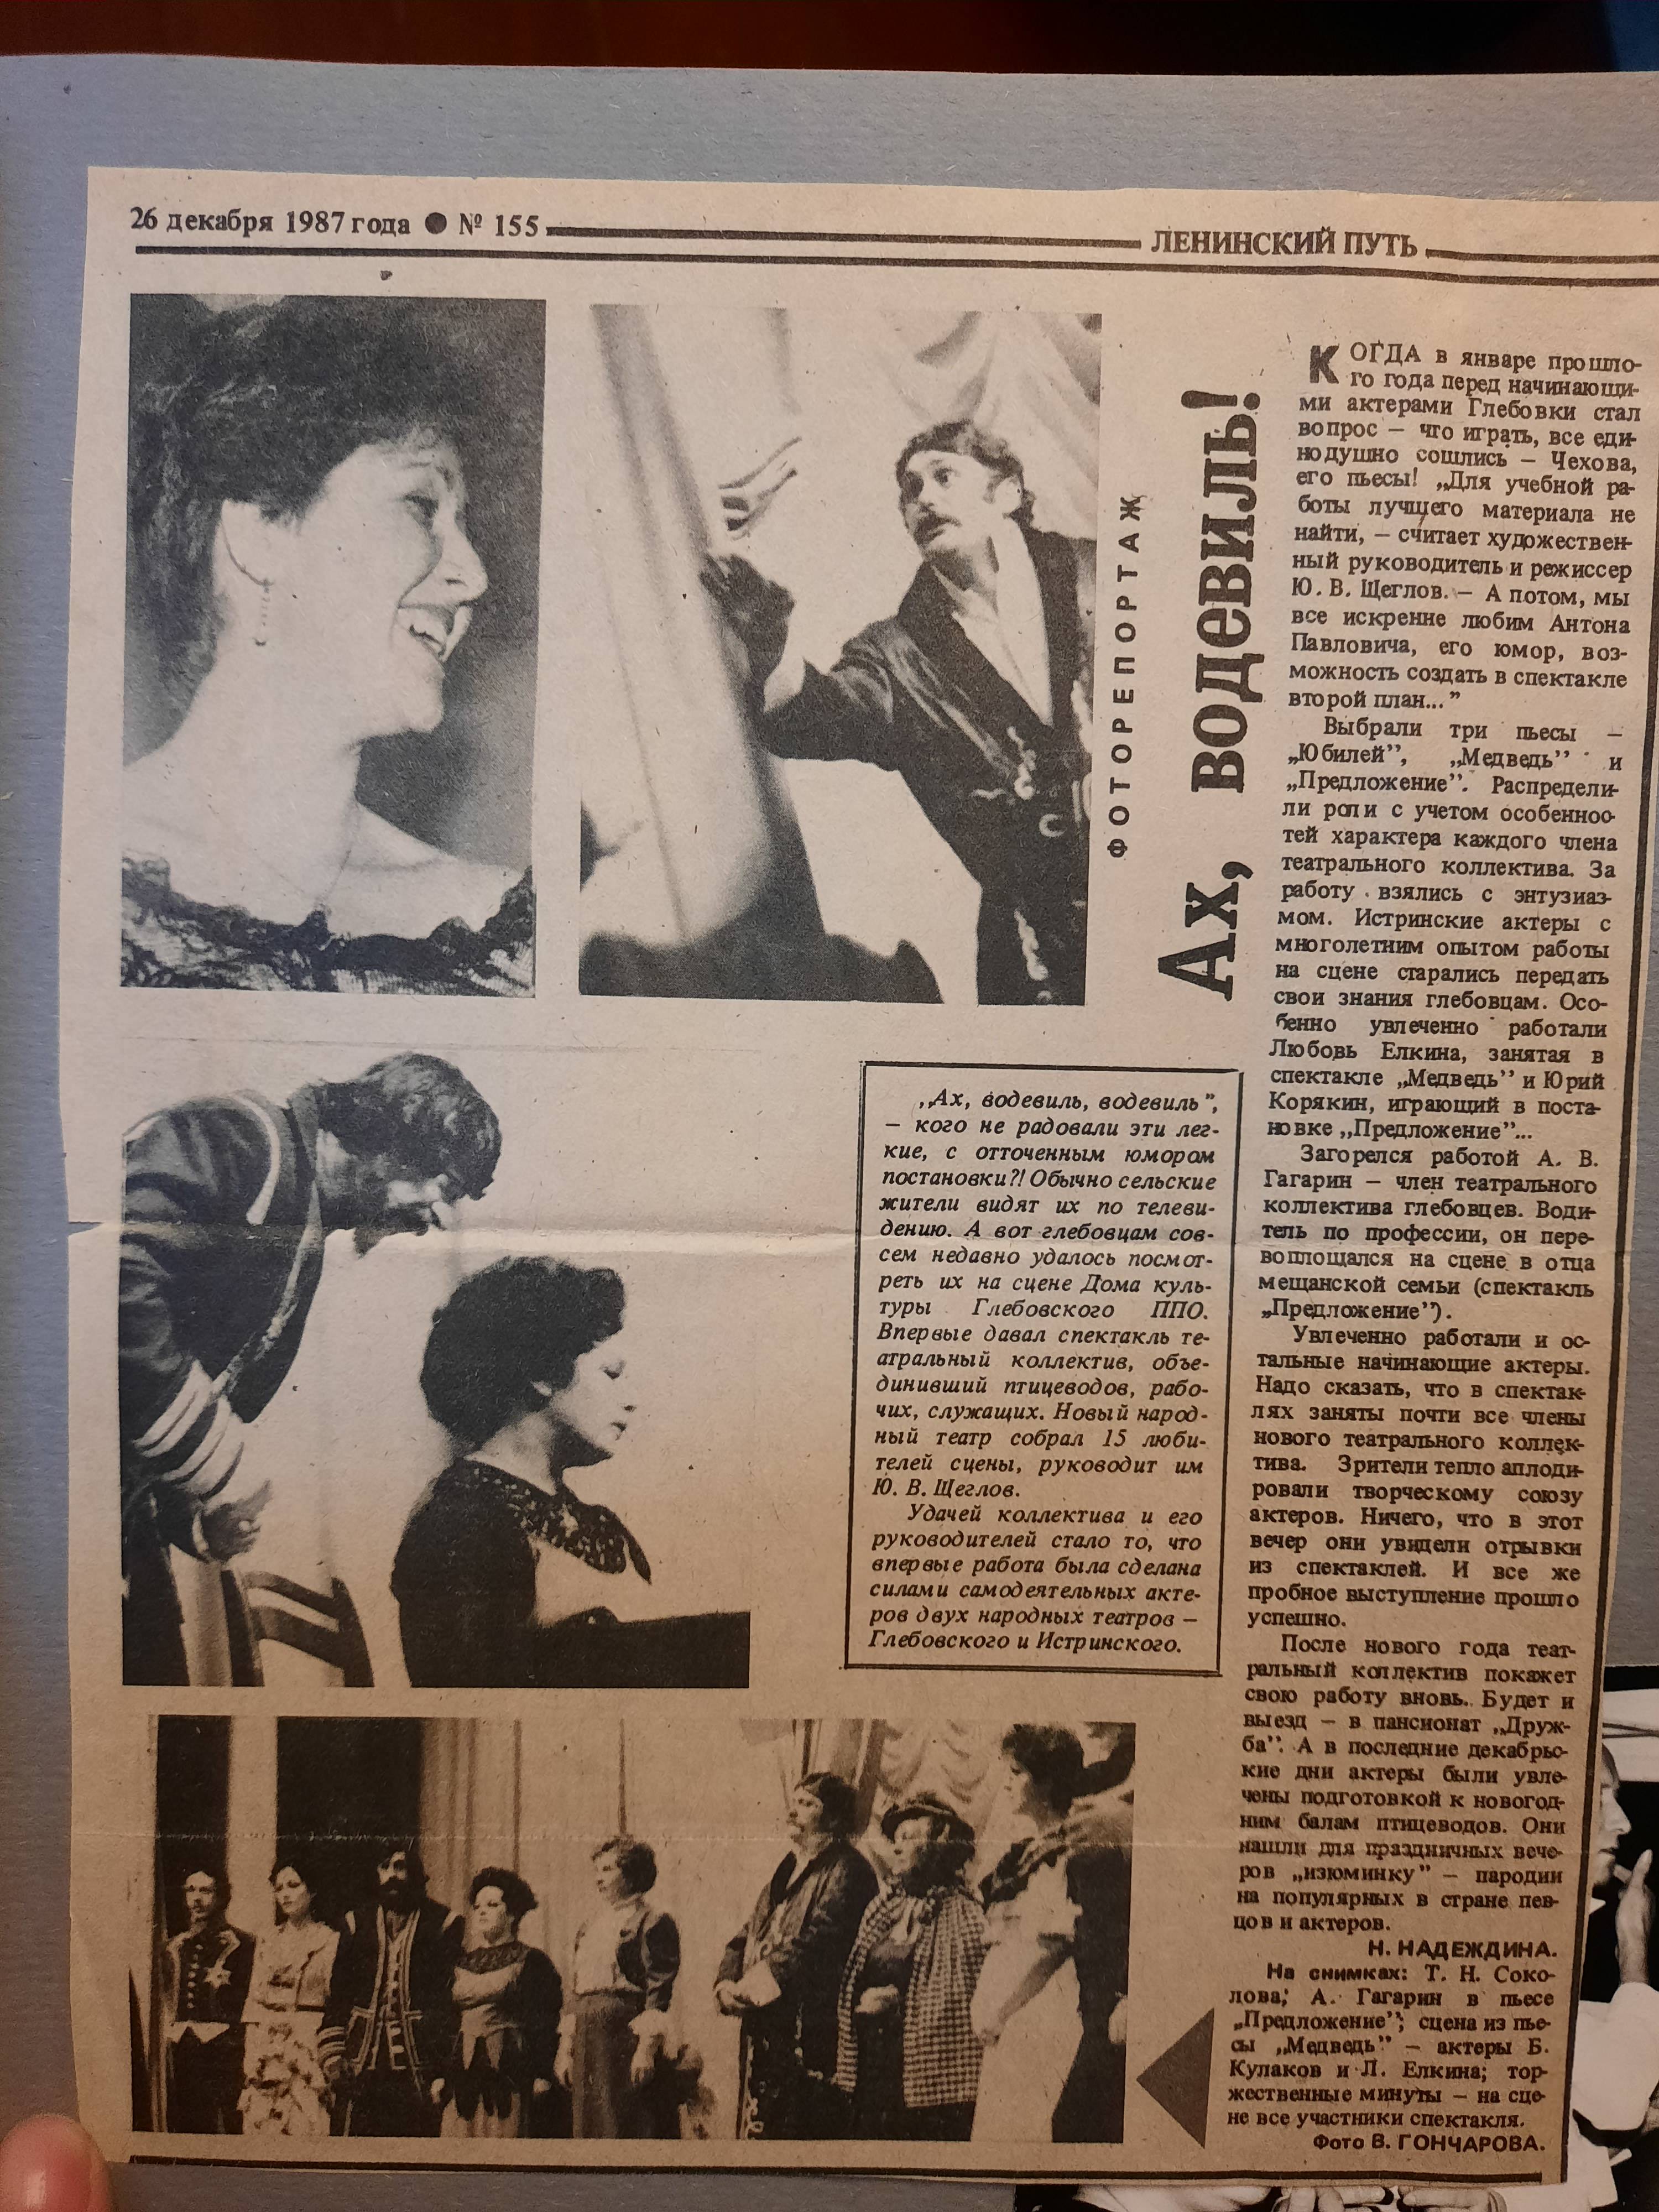 26 декабря 1987 года ● № 155
ЛЕНИНСКИЙ ПУТЬ
ФОТОРЕПОРТАЖ
Ах, водевиль!
КОГДА в январе прошло-
го года перед начинающи-
ми актерами Глебовки стал
вопрос — что играть, все еди-
нодушно сошлись — Чехова,
его пьесы! „Для учебной ра-
боты лучшего материала не
найти, — считает художествен-
ный руководитель и режиссер
Ю. В. Щеглов. — А потом, мы
все искренне любим Антона
Павловича, его юмор, воз-
можность создать в спектакле
второй план...”
Выбрали три пьесы —
„Юбилей”, „Медведь” и
„Предложение”. Распредели-
ли роли с учетом особеннос-
тей характера каждого члена
театрального коллектива. За
работу взялись с энтузиаз-
мом. Истринские актеры с
многолетним опытом работы
на сцене старались передать
свои знания глебовцам. Осо-
бенно увлеченно работали
Любовь Елкина, занятая в
спектакле „Медведь” и Юрий
Корякин, играющий в поста-
новке „Предложение”...
Загорелся работой А. В.
Гагарин — член театрального
коллектива глебовцев. Води-
тель по профессии, он пере-
воплощался на сцене в отца
мещанской семьи (спектакль
„Предложение”).
Увлеченно работали и ос-
тальные начинающие актеры.
Надо сказать, что в спектак-
лях заняты почти все члены
нового театрального коллек-
тива. Зрители тепло аплоди-
ровали творческому союзу
актеров. Ничего, что в этот
вечер они увидели отрывки
из спектаклей. И все же
пробное выступление прошло
успешно.
После нового года теат-
ральный коллектив покажет
свою работу вновь. Будет и
выезд — в пансионат „Друж-
ба”. А в последние декабрьс-
кие дни актеры были увле-
чены подготовкой к новогод-
ним балам птицеводов. Они
нашли для праздничных вече-
ров „изюминку” — пародии
на популярных в стране пев-
цов и актеров.
Н. НАДЕЖДИНА.
На снимках: Т. Н. Соко-
лова; А. Гагарин в пьесе
„Предложение”; сцена из пье-
сы „Медведь” — актеры Б.
Кулаков и Л. Елкина; тор-
жественные минуты — на сце-
не все участники спектакля.
Фото В. ГОНЧАРОВА.
„Ах, водевиль, водевиль”,
— кого не радовали эти лег-
кие, с отточенным юмором
постановки?! Обычно сельские
жители видят их по телеви-
дению. А вот глебовцам сов-
сем недавно удалось посмот-
реть их на сцене Дома куль-
туры Глебовского ППО.
Впервые давал спектакль те-
атральный коллектив, объе-
динивший птицеводов, рабо-
чих, служащих. Новый народ-
ный театр собрал 15 люби-
телей сцены, руководит им
Ю. В. Щеглов.
Удачей коллектива и его
руководителей стало то, что
впервые работа была сделана
силами самодеятельных акте-
ров двух народных театров —
Глебовского и Истринского.